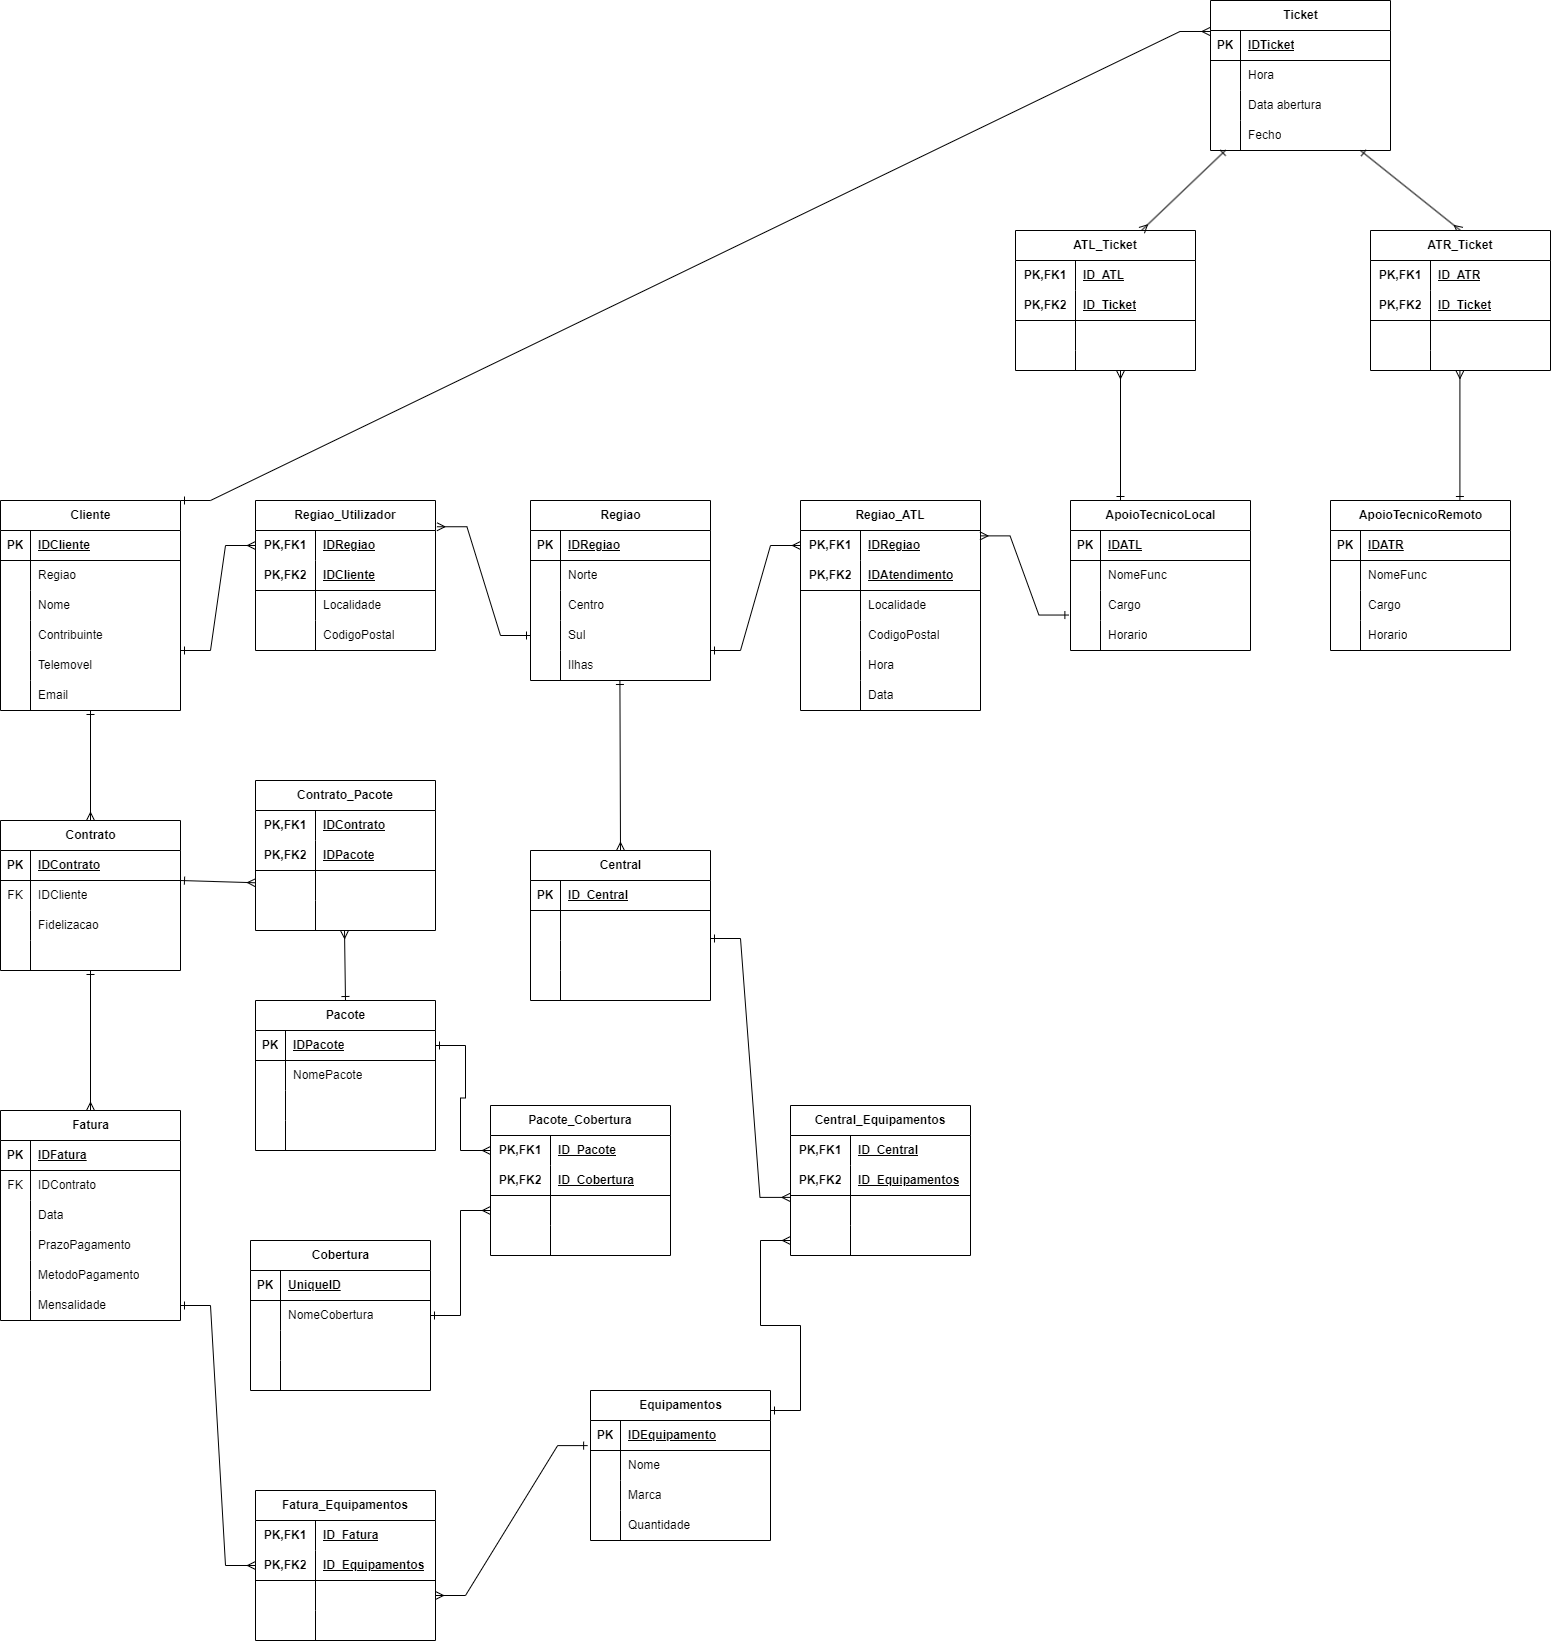 Ticket
PK IDTicket
Hora
Data abertura
Fecho
ATL_Ticket
PK,FK1 ID_ATL
PK,FK2 ID_Ticket
ATR_Ticket
PK,FK1 ID_ATR
PK,FK2 ID_Ticket
Cliente
PK IDCliente
Regiao
Nome
Contribuinte
Telemovel
Email
Regiao_Utilizador
PK,FK1 IDRegiao
PK,FK2 IDCliente
Localidade
CodigoPostal
Regiao
PK IDRegiao
Norte
Centro
Sul
Ilhas
Regiao_ATL
PK,FK1 IDRegiao
PK,FK2 IDAtendimento
Localidade
CodigoPostal
Hora
Data
ApoioTecnicoLocal
PK IDATL
NomeFunc
Cargo
Horario
ApoioTecnicoRemoto
PK IDATR
NomeFunc
Cargo
Horario
Contrato_Pacote
PK,FK1 IDContrato
PK,FK2 IDPacote
Contrato
PK IDContrato
FK IDCliente
Fidelizacao
Central
PK ID_Central
Pacote
PK IDPacote
NomePacote
Fatura
PK IDFatura
FK IDContrato
Data
PrazoPagamento
MetodoPagamento
Mensalidade
Pacote_Cobertura
PK,FK1 ID_Pacote
PK,FK2 ID_Cobertura
Central_Equipamentos
PK,FK1 ID_Central
PK,FK2 ID_Equipamentos
Cobertura
PK UniqueID
NomeCobertura
Equipamentos
PK IDEquipamento
Nome
Marca
Quantidade
Fatura_Equipamentos
PK,FK1 ID_Fatura
PK,FK2 ID_Equipamentos